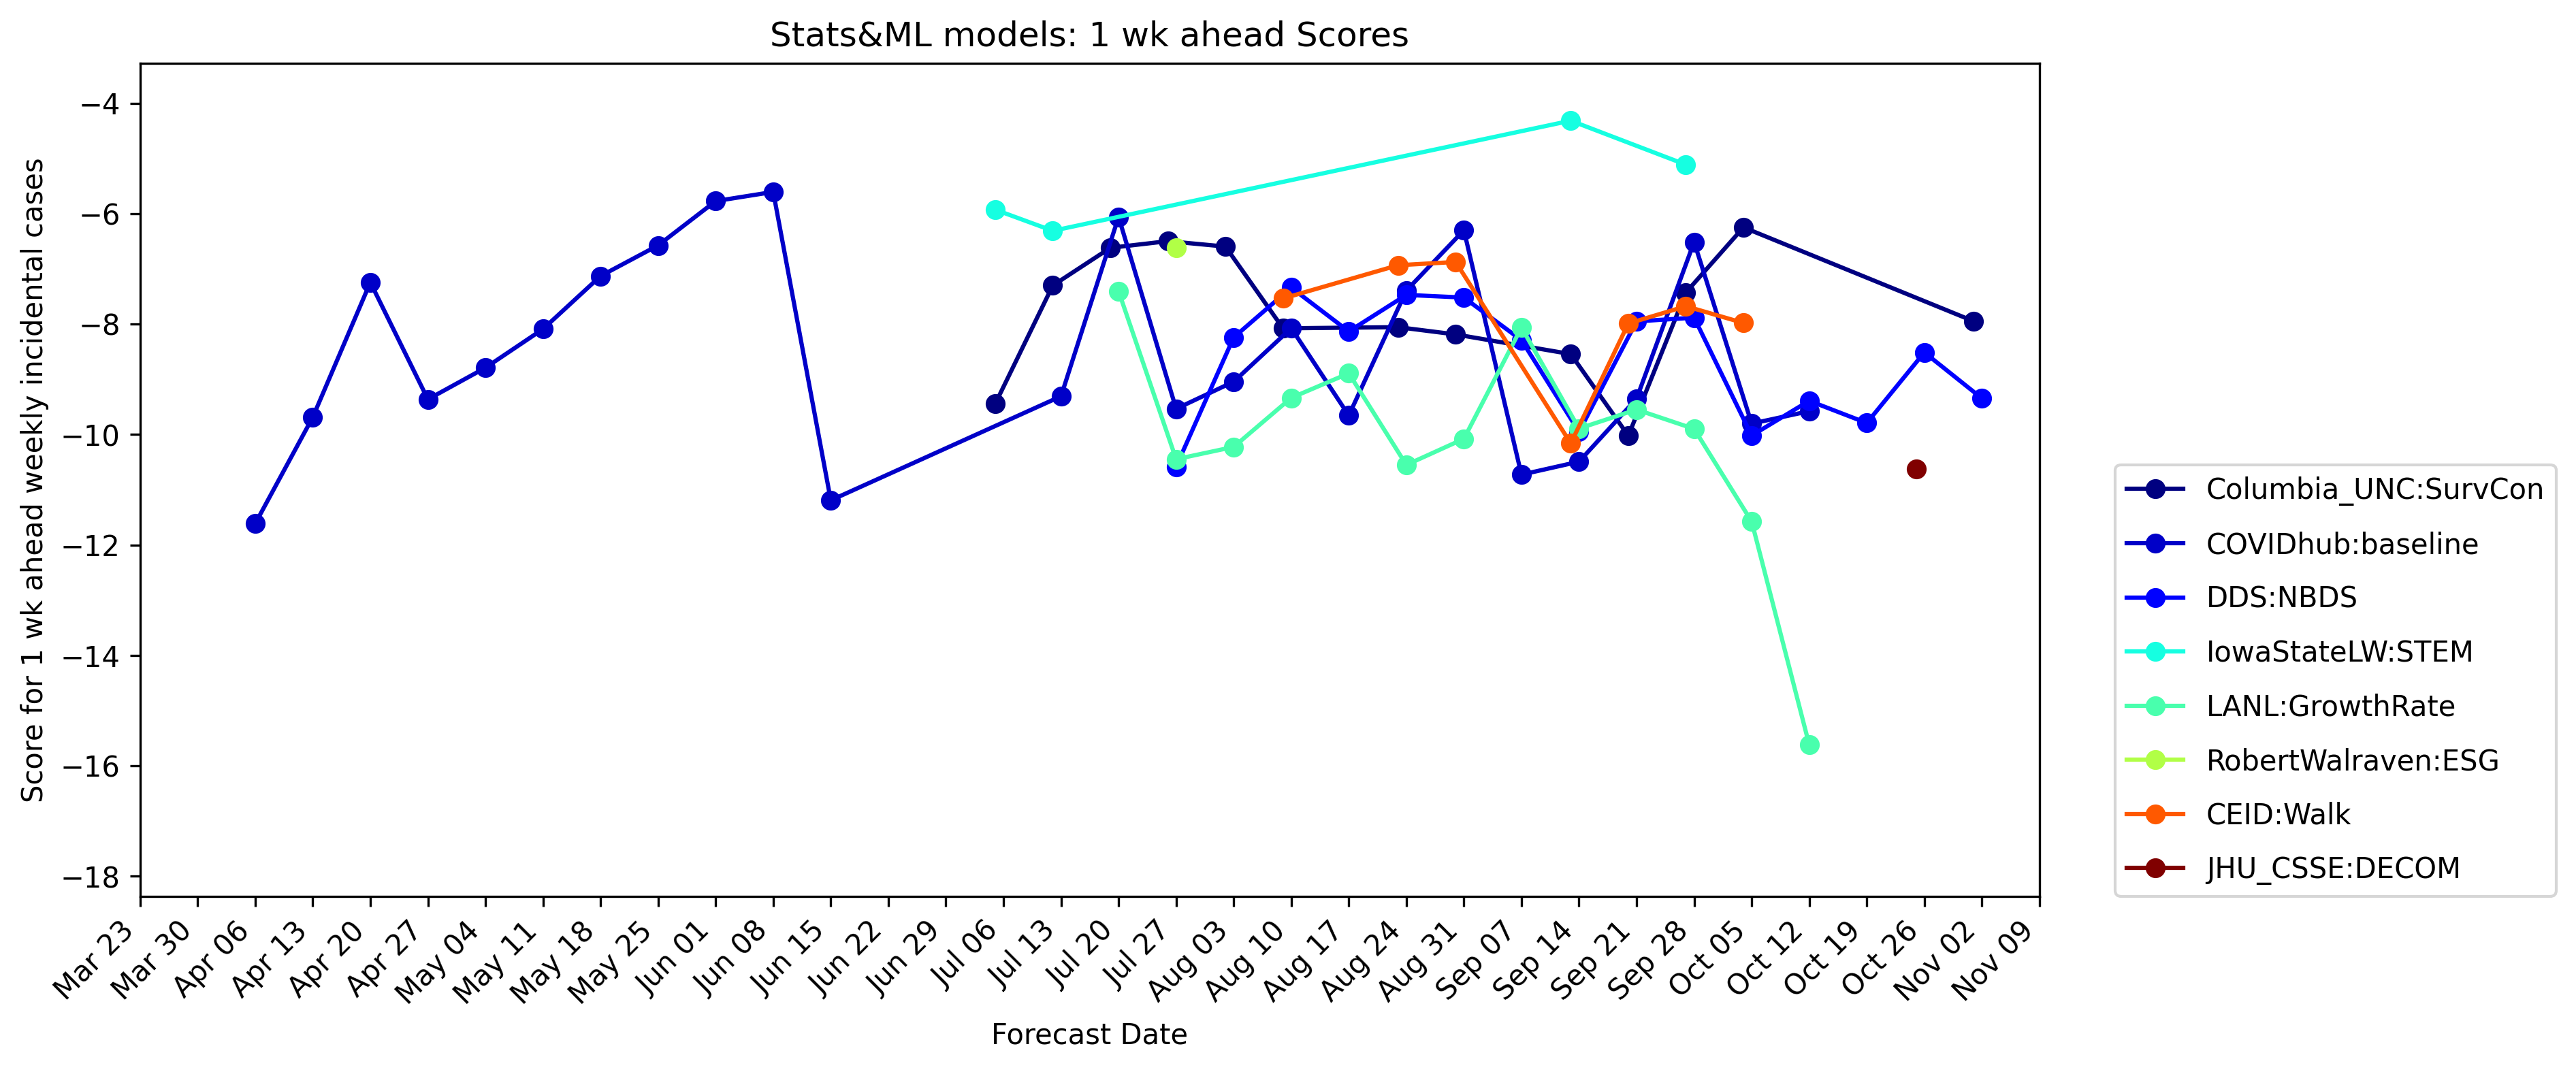 Stats&ML models: 1 wk ahead Scores
Score for 1 wk ahead weekly incidental cases
−4
−6
−8
−10
−12
−14
−16
−18
Mar 23
Mar 30
Apr 06
Apr 13
Apr 20
Apr 27
May 04
May 11
May 18
May 25
Jun 01
Jun 08
Jun 15
Jun 22
Jun 29
Jul 06
Jul 13
Jul 20
Jul 27
Aug 03
Aug 10
Aug 17
Aug 24
Aug 31
Sep 07
Sep 14
Sep 21
Sep 28
Oct 05
Oct 12
Oct 19
Oct 26
Nov 02
Nov 09
Forecast Date
Columbia_UNC:SurvCon
COVIDhub:baseline
DDS:NBDS
IowaStateLW:STEM
LANL:GrowthRate
RobertWalraven:ESG
CEID:Walk
JHU_CSSE:DECOM